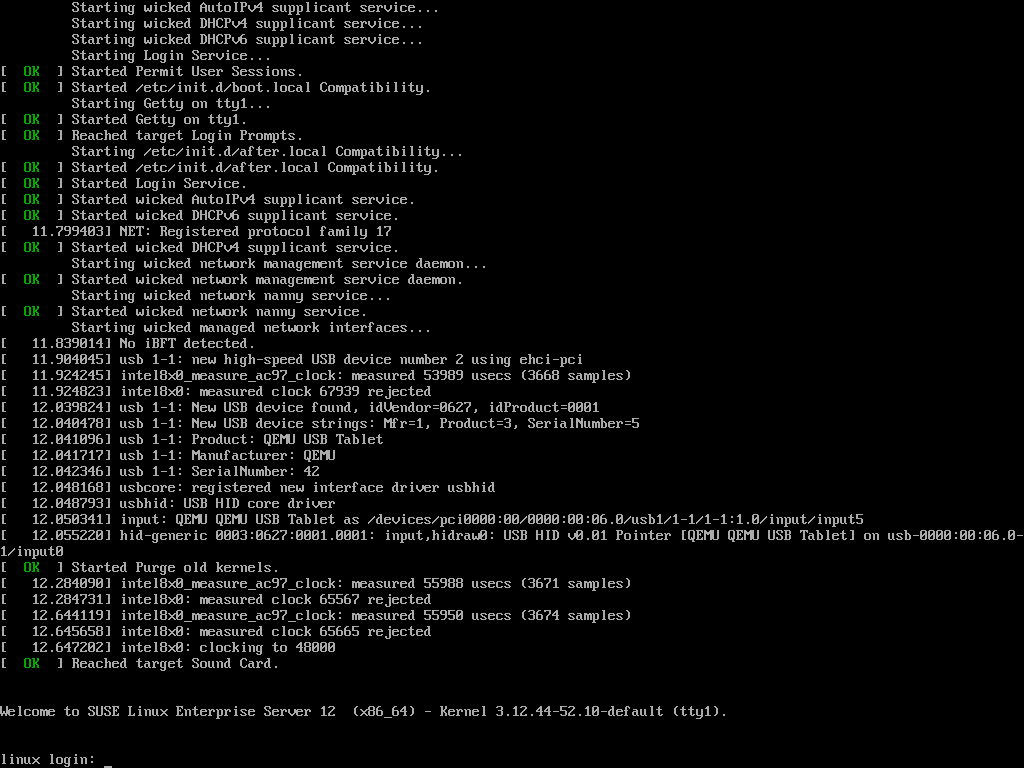 Starting wicked AutoIPv4 supplicant service...
         Starting wicked DHCPv4 supplicant service...
         Starting wicked DHCPv6 supplicant service...
         Starting Login Service...
[  OK  ] Started Permit User Sessions.
[  OK  ] Started /etc/init.d/boot.local Compatibility.
         Starting Getty on tty1...
[  OK  ] Started Getty on tty1.
[  OK  ] Reached target Login Prompts.
         Starting /etc/init.d/after.local Compatibility...
[  OK  ] Started /etc/init.d/after.local Compatibility.
[  OK  ] Started Login Service.
[  OK  ] Started wicked AutoIPv4 supplicant service.
[  OK  ] Started wicked DHCPv6 supplicant service.
[   11.799403] NET: Registered protocol family 17
[  OK  ] Started wicked DHCPv4 supplicant service.
         Starting wicked network management service daemon...
[  OK  ] Started wicked network management service daemon.
         Starting wicked network nanny service...
[  OK  ] Started wicked network nanny service.
         Starting wicked managed network interfaces...
[   11.839014] No iBFT detected.
[   11.904045] usb 1-1: new high-speed USB device number 2 using ehci-pci
[   11.924245] intel8x0_measure_ac97_clock: measured 53989 usecs (3668 samples)
[   11.924823] intel8x0: measured clock 67939 rejected
[   12.039824] usb 1-1: New USB device found, idVendor=0627, idProduct=0001
[   12.040478] usb 1-1: New USB device strings: Mfr=1, Product=3, SerialNumber=5
[   12.041096] usb 1-1: Product: QEMU USB Tablet
[   12.041717] usb 1-1: Manufacturer: QEMU
[   12.042346] usb 1-1: SerialNumber: 42
[   12.048168] usbcore: registered new interface driver usbhid
[   12.048793] usbhid: USB HID core driver
[   12.050341] input: QEMU QEMU USB Tablet as /devices/pci0000:00/0000:00:06.0/usb1/1-1/1-1:1.0/input/input5
[   12.055220] hid-generic 0003:0627:0001.0001: input,hidraw0: USB HID v0.01 Pointer [QEMU QEMU USB Tablet] on usb-0000:00:06.0-
1/input0
[  OK  ] Started Purge old kernels.
[   12.284090] intel8x0_measure_ac97_clock: measured 55988 usecs (3671 samples)
[   12.284731] intel8x0: measured clock 65567 rejected
[   12.644119] intel8x0_measure_ac97_clock: measured 55950 usecs (3674 samples)
[   12.645658] intel8x0: measured clock 65665 rejected
[   12.647202] intel8x0: clocking to 48000
[  OK  ] Reached target Sound Card.
Welcome to SUSE Linux Enterprise Server 12  (x86_64) - Kernel 3.12.44-52.10-default (tty1).
linux login: _